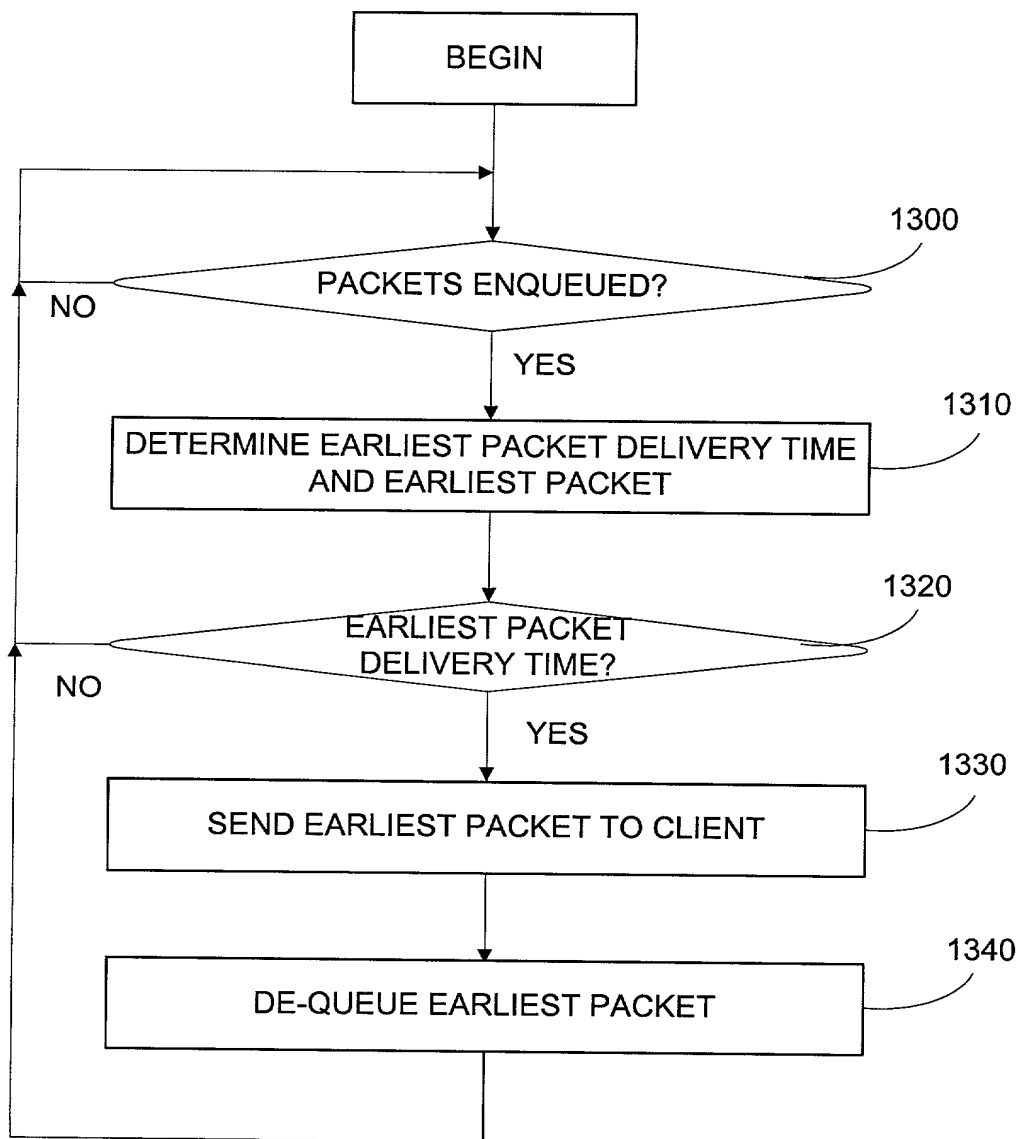 BEGIN
1300
PACKETS ENQUEUED?
NO
YES
1310
DETERMINE EARLIEST PACKET DELIVERY TIME
AND EARLIEST PACKET
1320
EARLIEST PACKET
DELIVERY TIME?
NO
YES
1330
SEND EARLIEST PACKET TO CLIENT
1340
DE-QUEUE EARLIEST PACKET